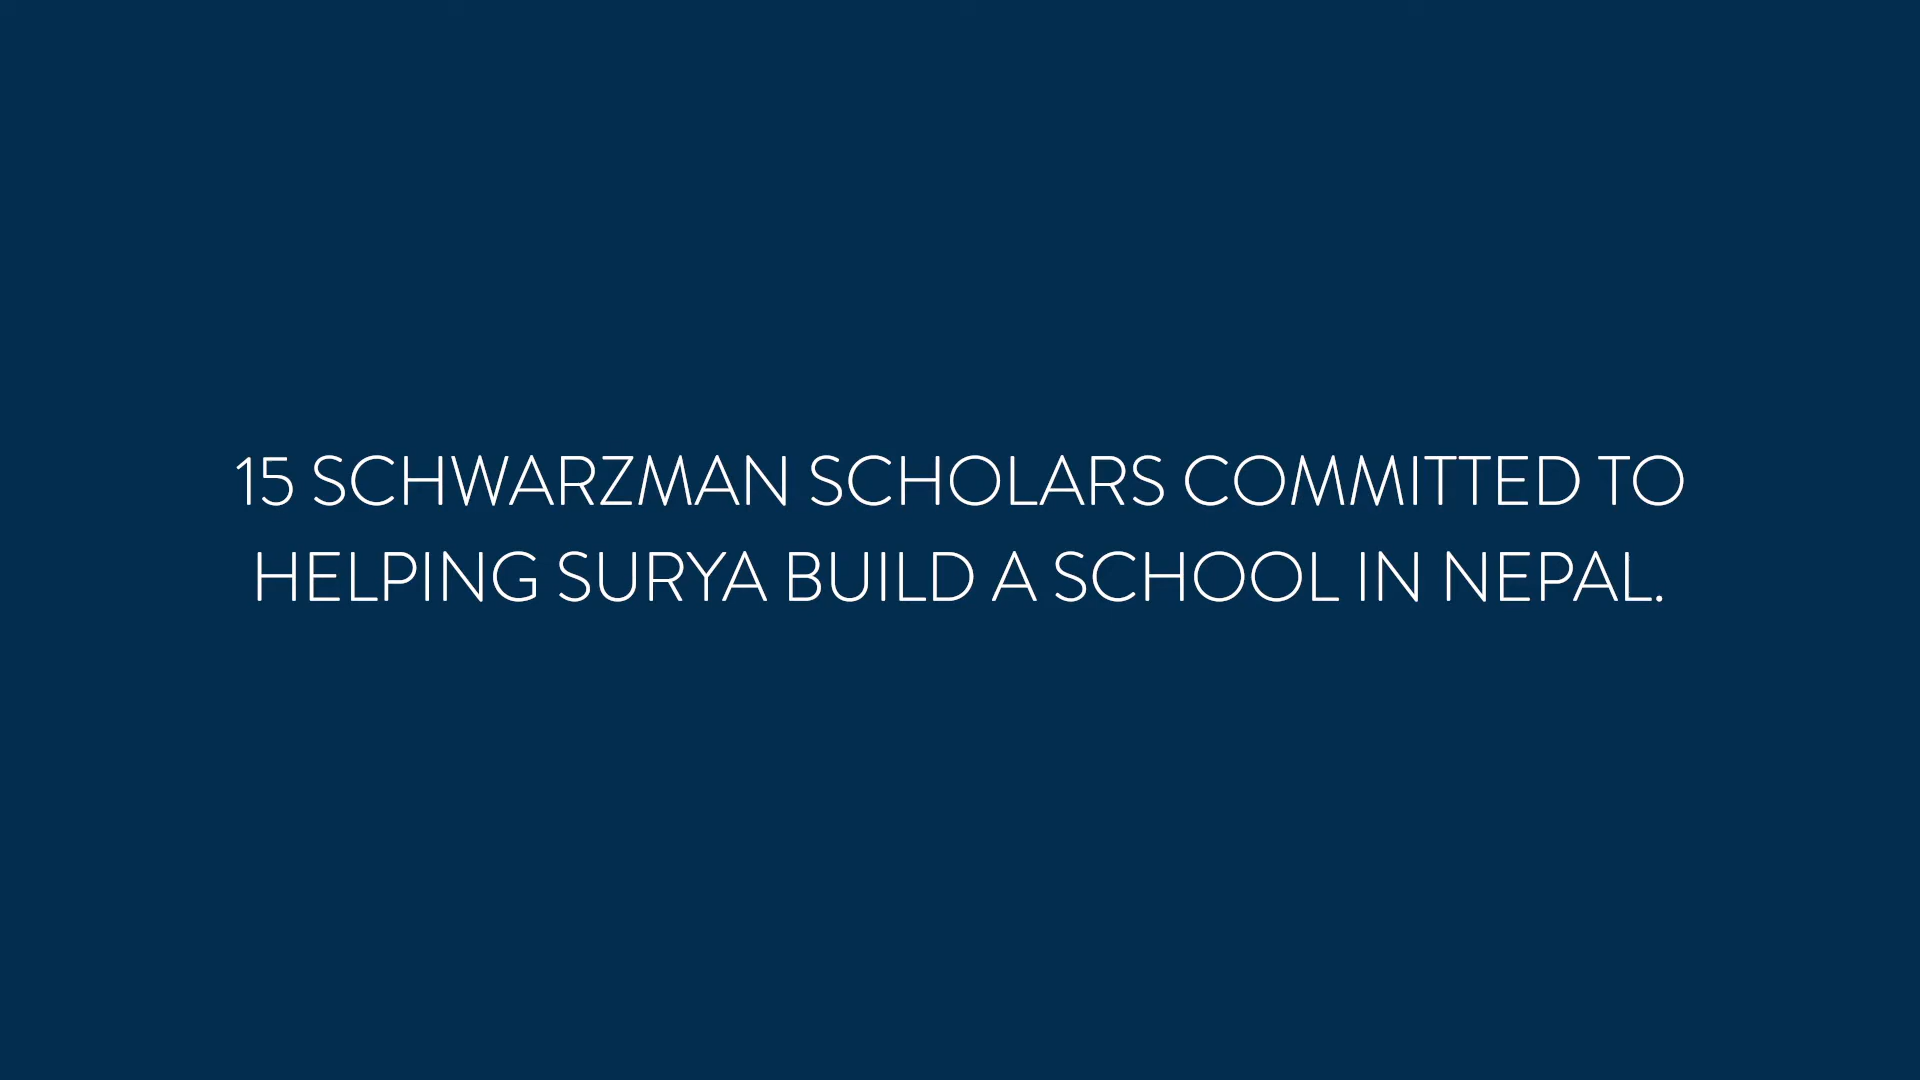 15 SCHWARZMAN SCHOLARS COMMITTED TO
HELPING SURYA BUILD A SCHOOL IN NEPAL.